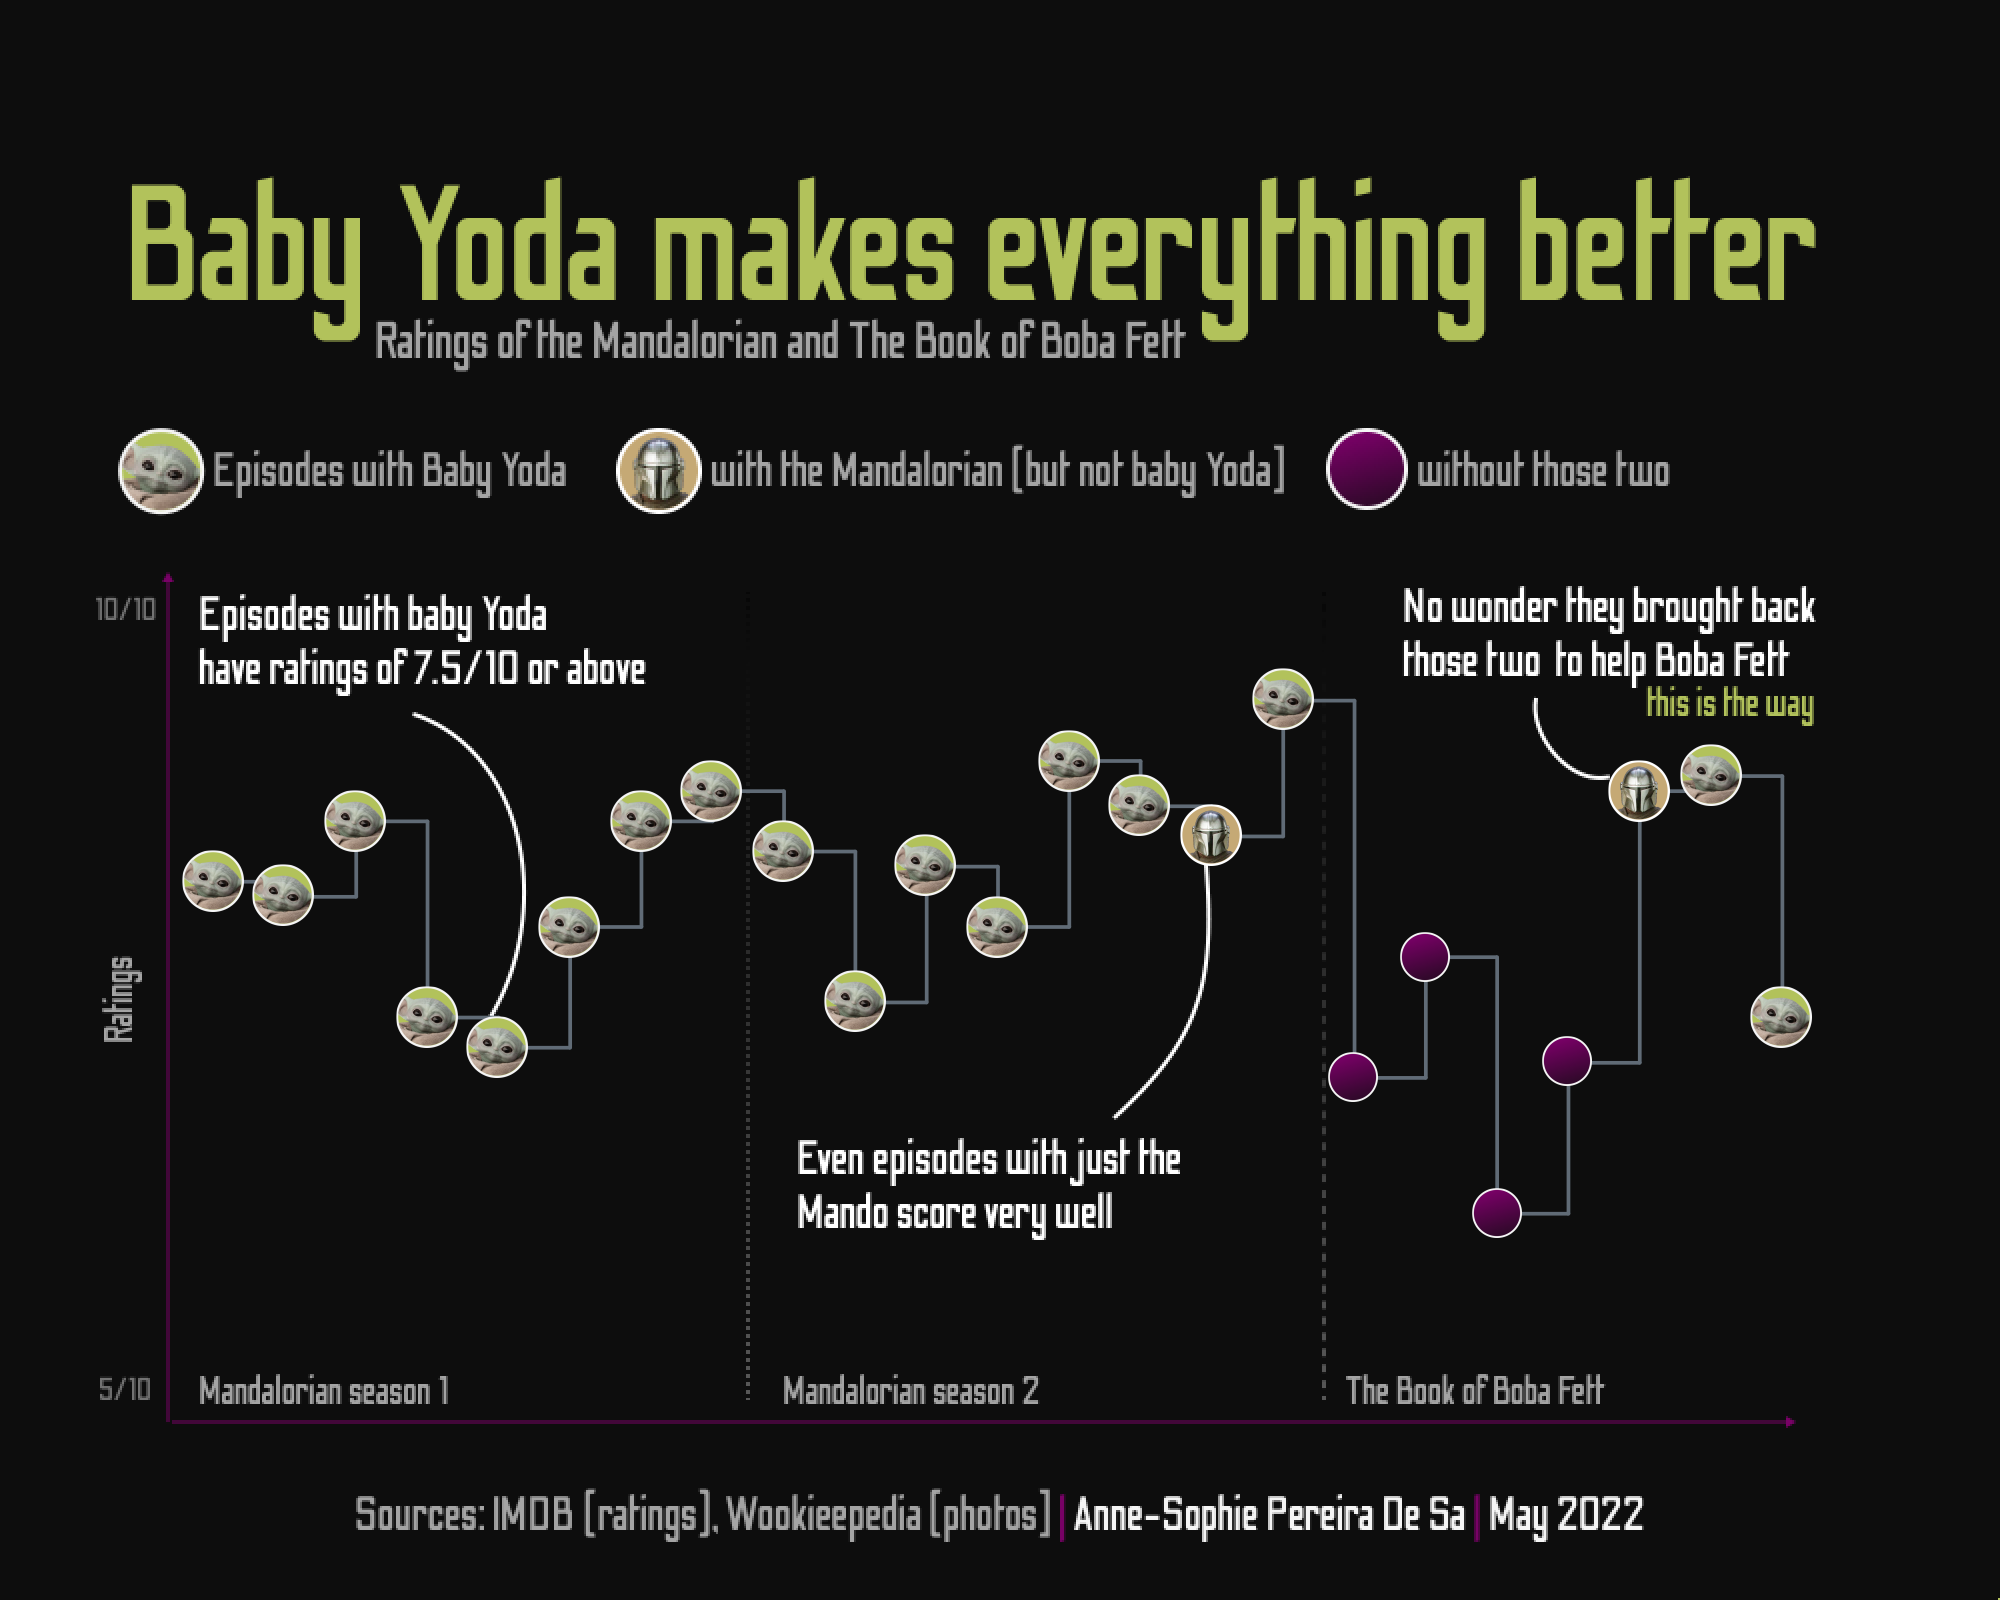 Baby Yoda makes everything better
Ratings of the Mandalorian and The Book of Boba Fett
Episodes with Baby Yoda
with the Mandalorian (but not baby Yoda)
without those two
10/10
Episodes with baby Yoda
have ratings of 7.5/10 or above
No wonder they brought back
those two to help Boba Fett
this is the way
Ratings
Even episodes with just the
Mando score very well
5/10
Mandalorian season 1
Mandalorian season 2
The Book of Boba Fett
Sources: IMDB (ratings), Wookieepedia (photos) | Anne-Sophie Pereira De Sa | May 2022